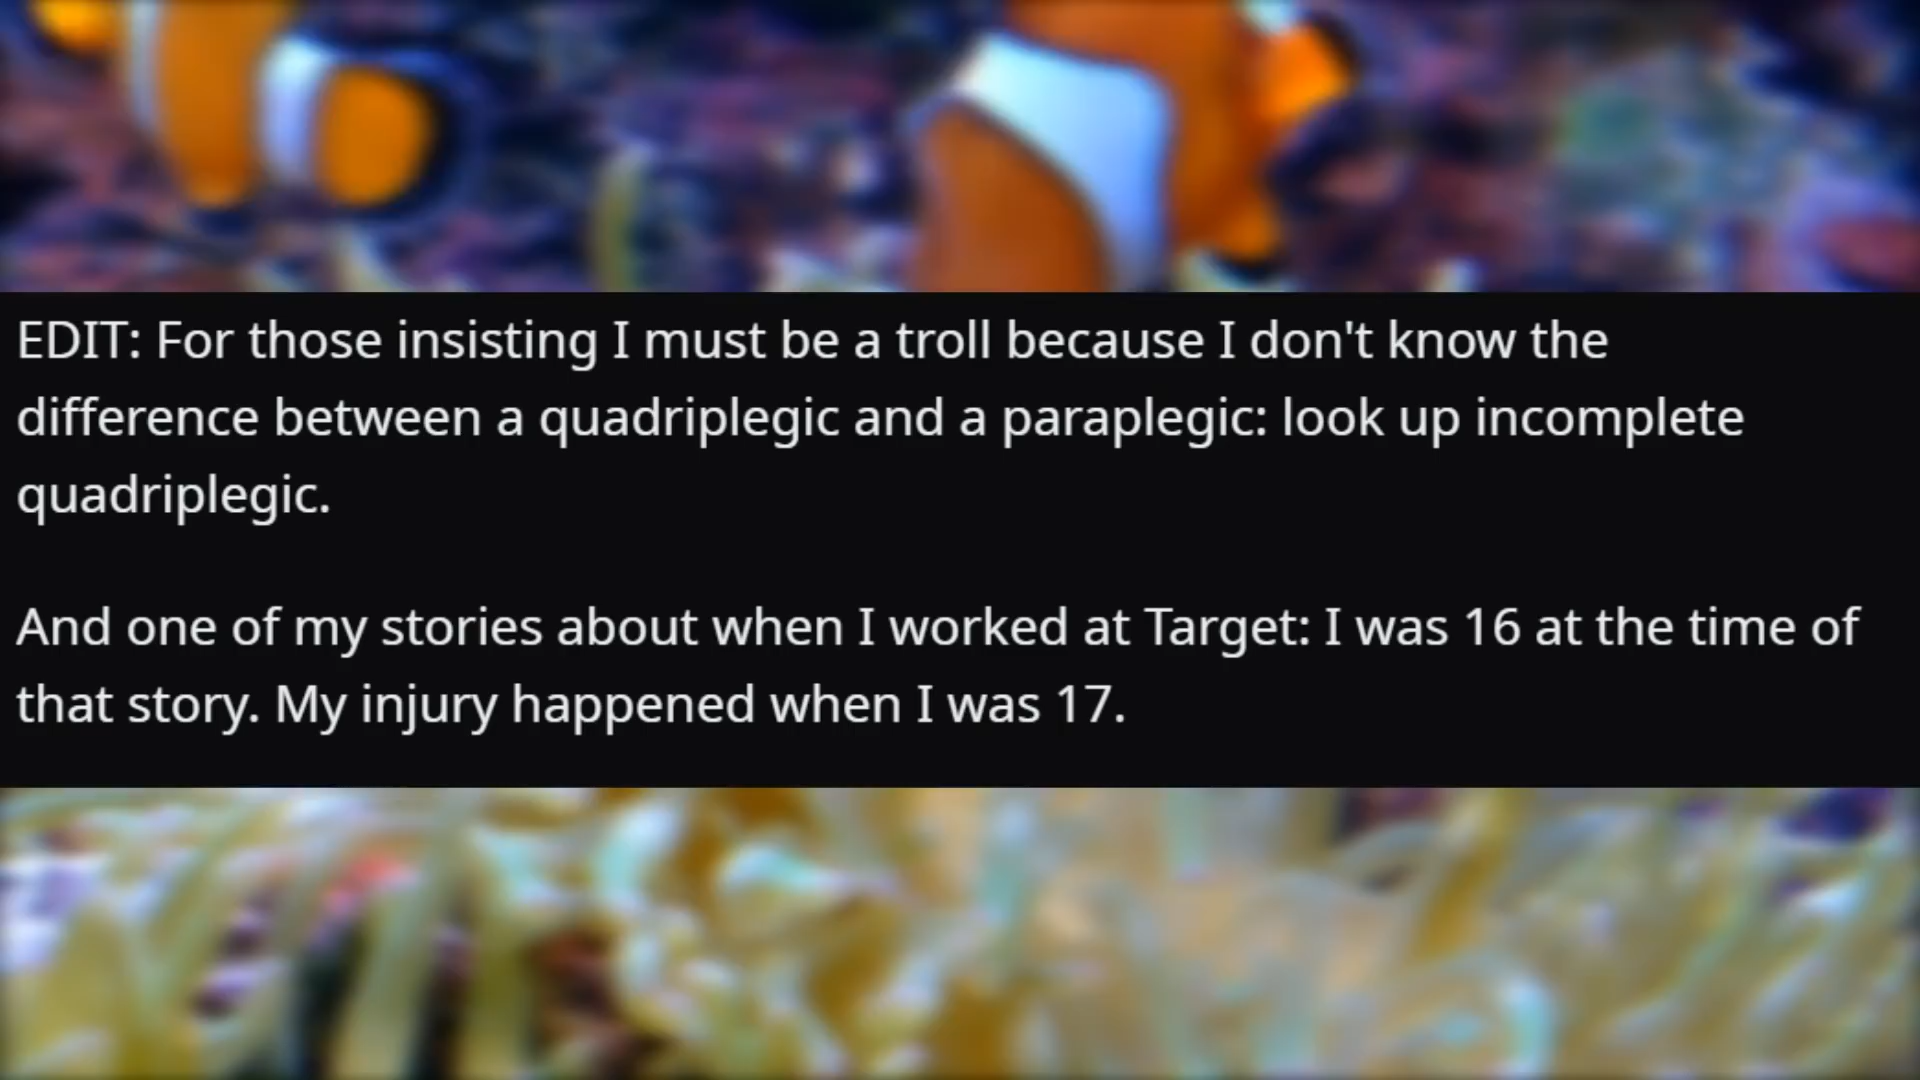 EDIT: For those insisting I must be a troll because I don't know the
difference between a quadriplegic and a paraplegic: look up incomplete
quadriplegic.
And one of my stories about when I worked at Target: I was 16 at the time of
that story. My injury happened when I was 17.